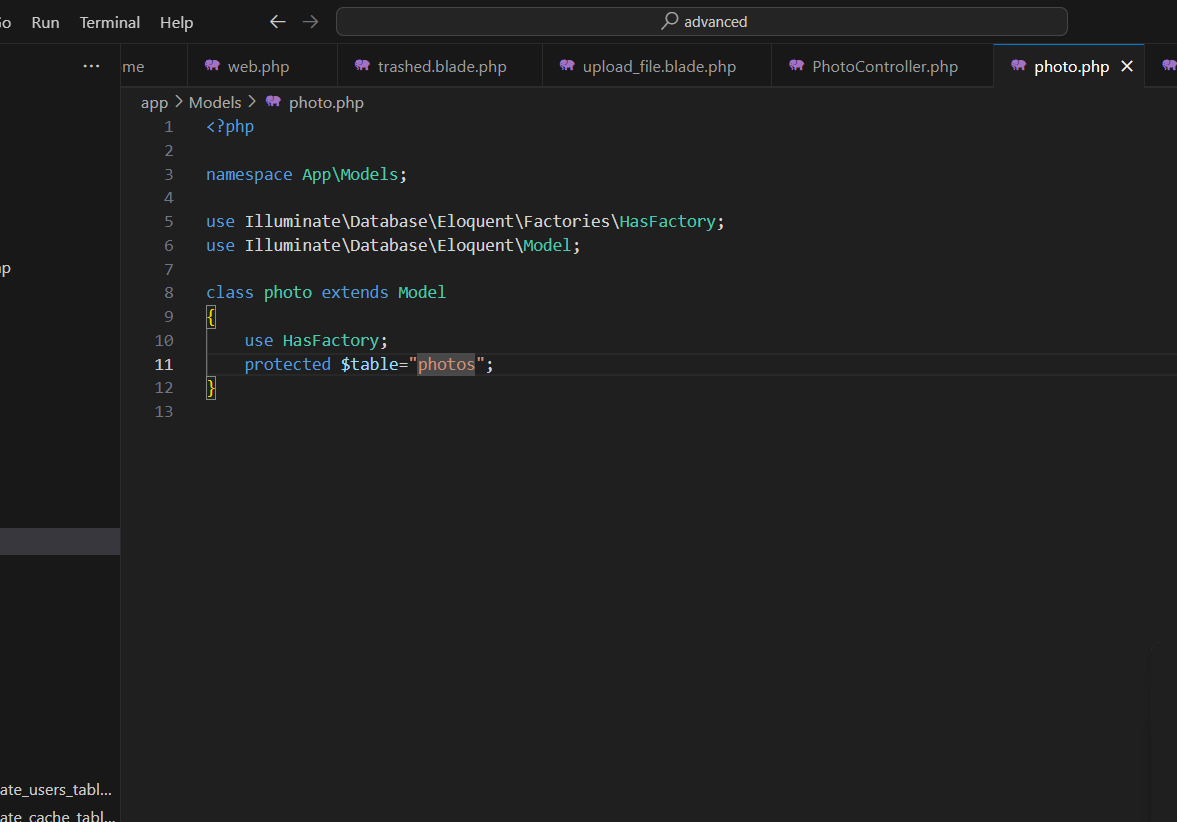 Run Terminal Help advanced
me web.php trashed.blade.php upload_file.blade.php PhotoController.php photo.php
app Models photo.php
1 <?php
2
3 namespace App\Models;
4
5 use Illuminate\Database\Eloquent\Factories\HasFactory;
6 use Illuminate\Database\Eloquent\Model;
7
8 class photo extends Model
9 {
10 use HasFactory;
11 protected $table="photos";
12 }
13
ate_users_tabl...
ate_cache_tabl...